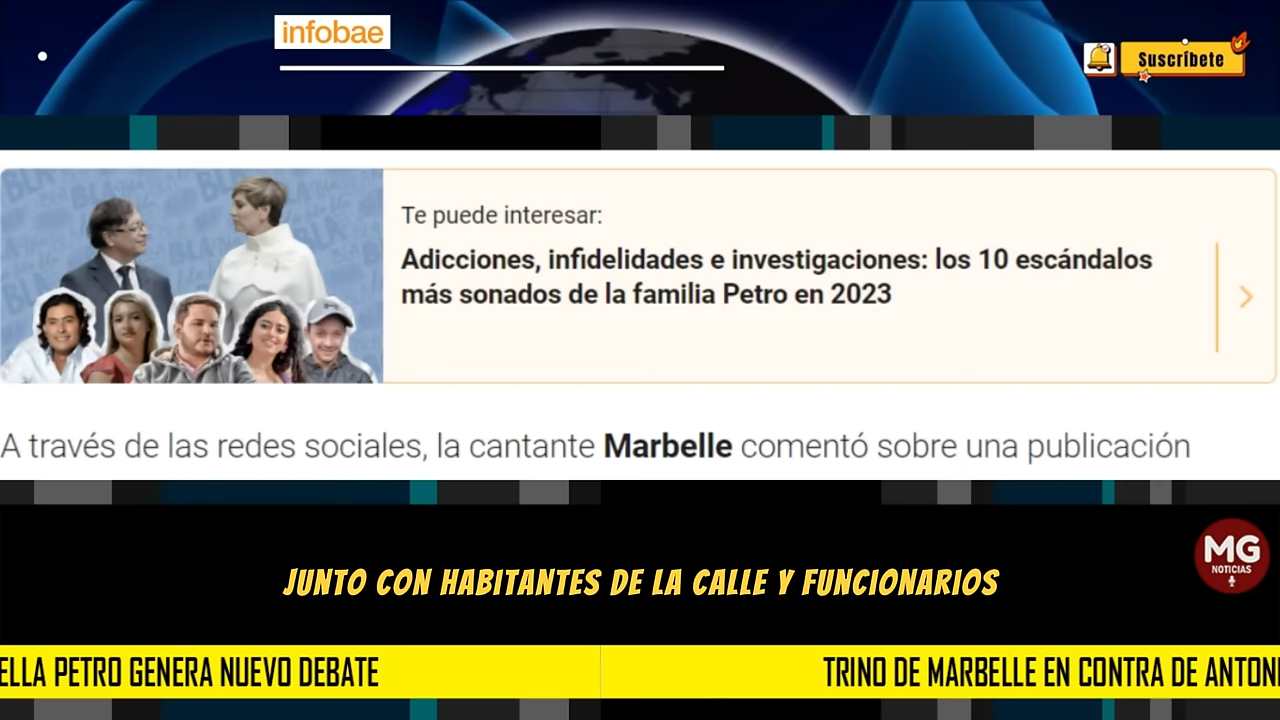 infobae
Suscríbete
Te puede interesar:
Adicciones, infidelidades e investigaciones: los 10 escándalos
más sonados de la familia Petro en 2023
A través de las redes sociales, la cantante Marbelle comentó sobre una publicación
MG
NOTICIAS
JUNTO CON HABITANTES DE LA CALLE Y FUNCIONARIOS
ELLA PETRO GENERA NUEVO DEBATE
TRINO DE MARBELLE EN CONTRA DE ANTONI